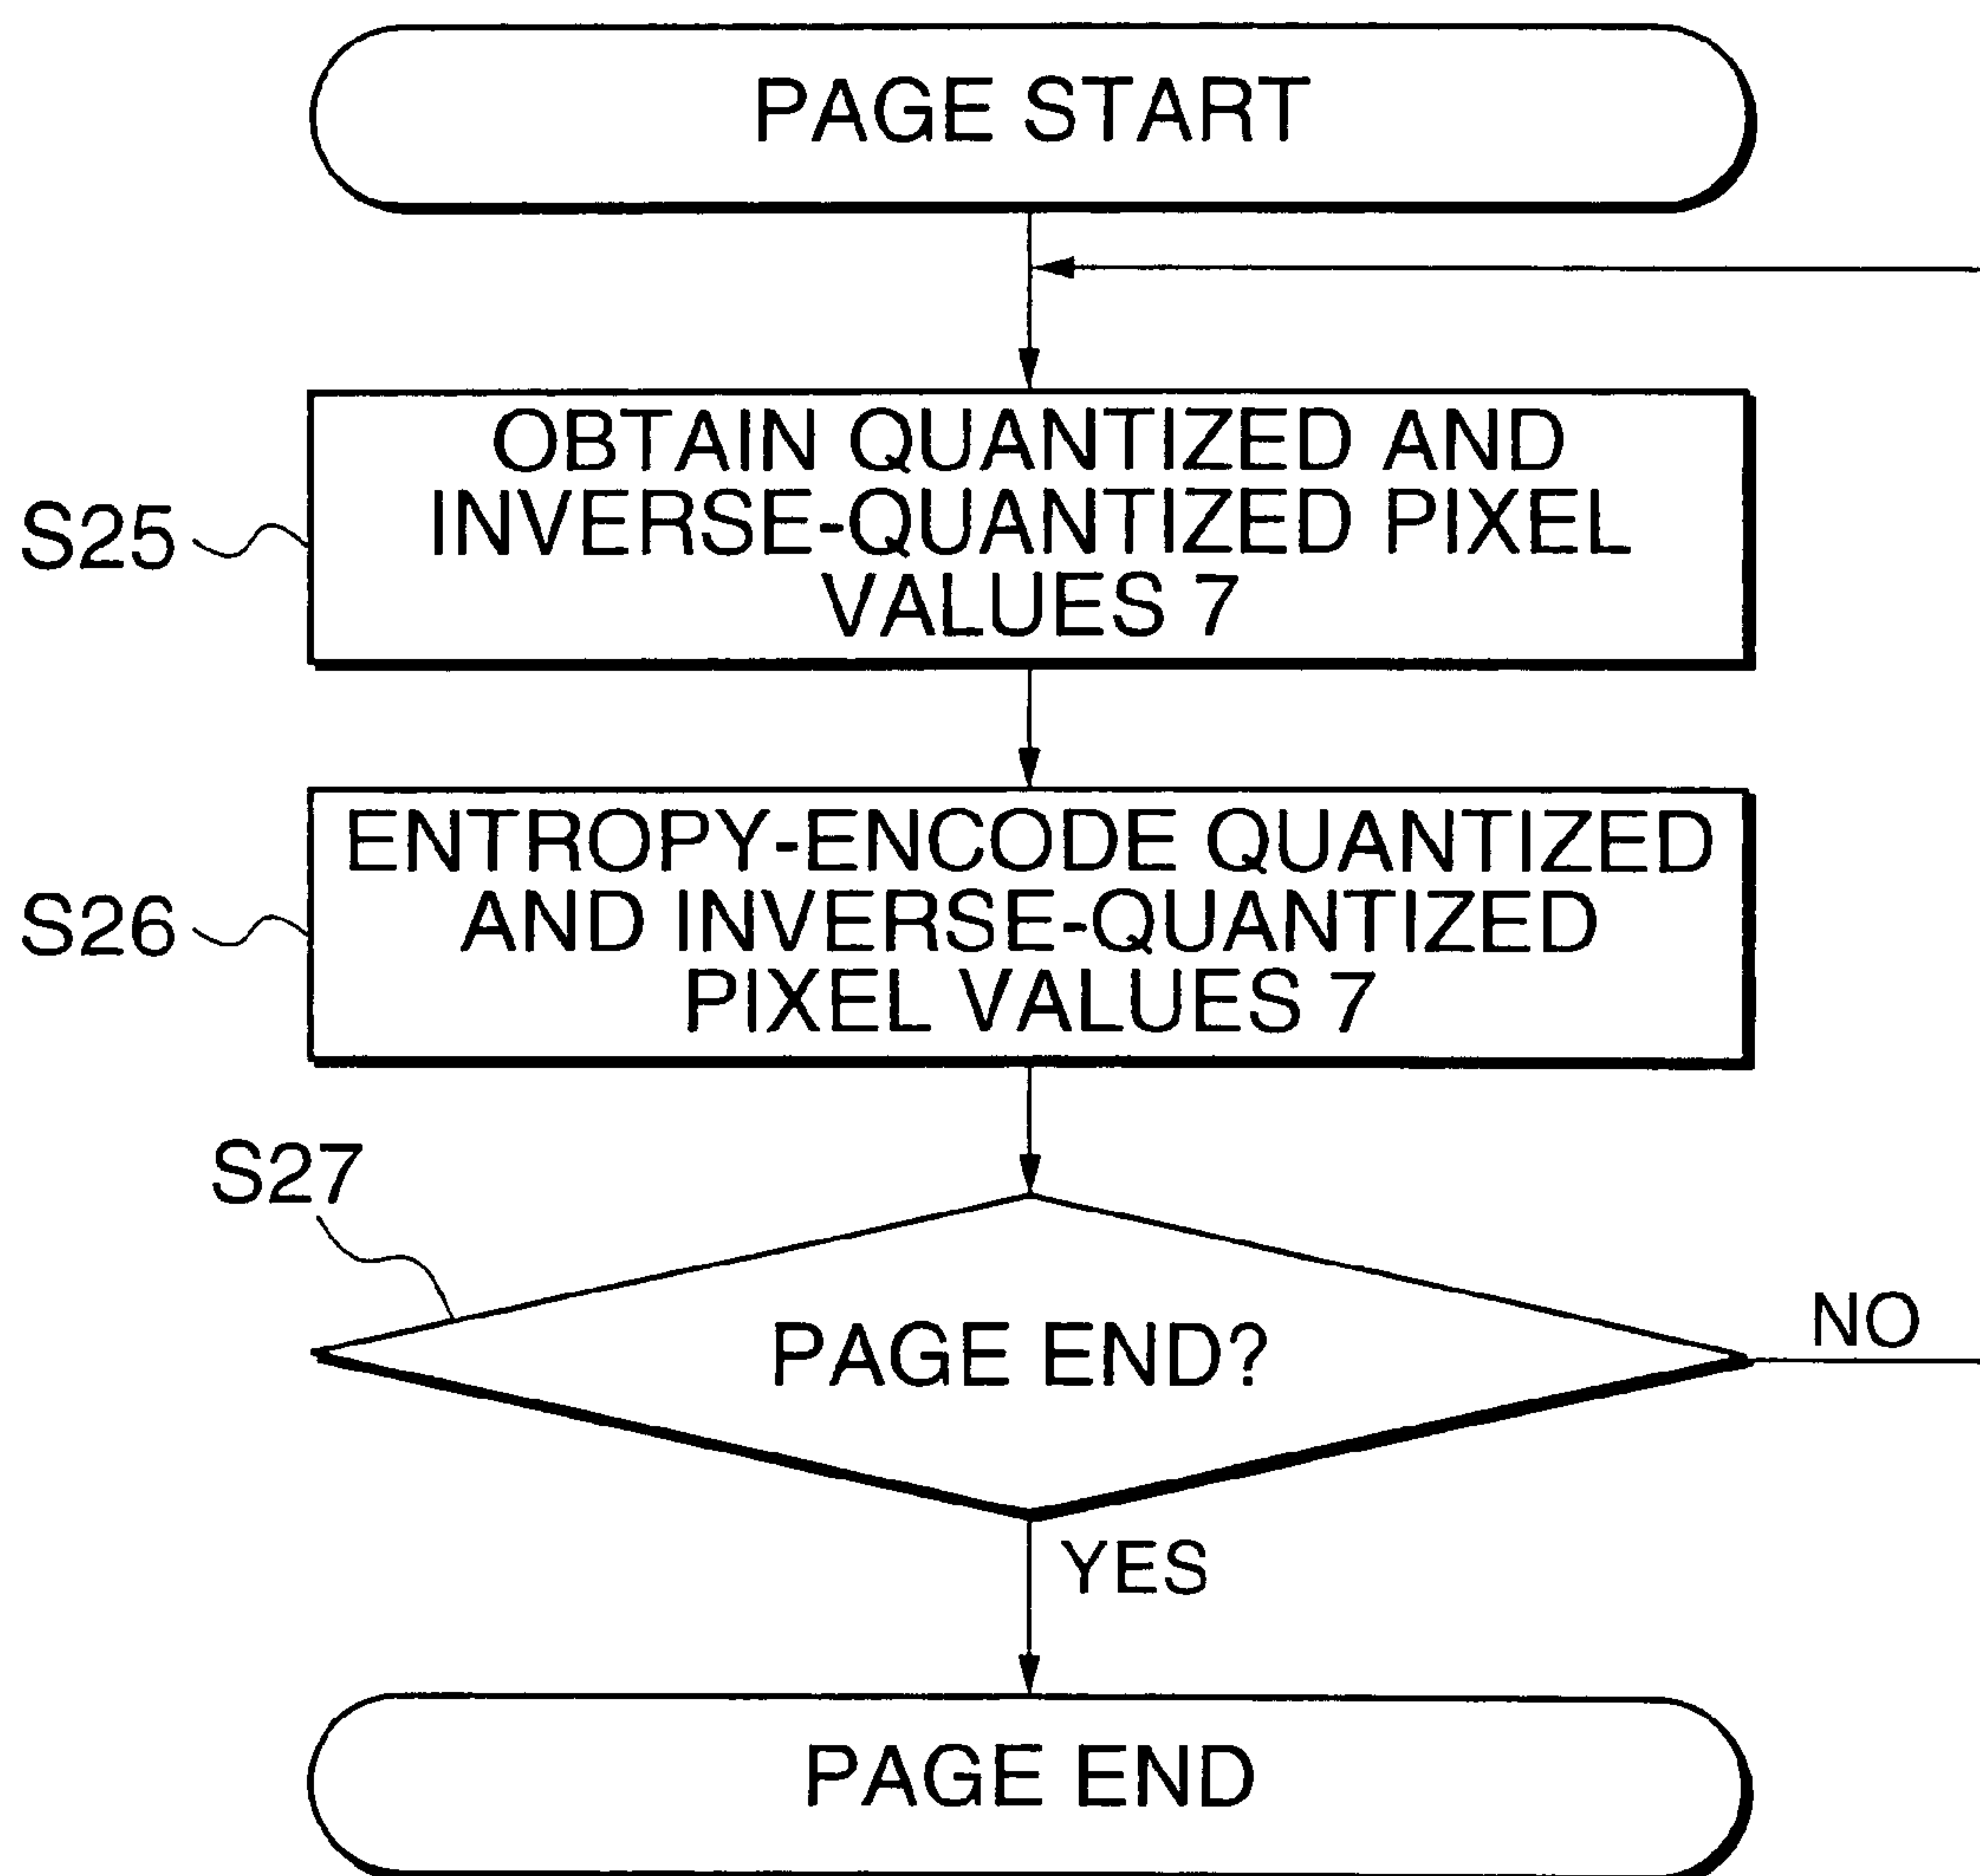 PAGE START
OBTAIN QUANTIZED AND
INVERSE-QUANTIZED PIXEL
VALUES 7
S25
ENTROPY-ENCODE QUANTIZED
AND INVERSE-QUANTIZED
PIXEL VALUES 7
S26
S27
PAGE END?
NO
YES
PAGE END